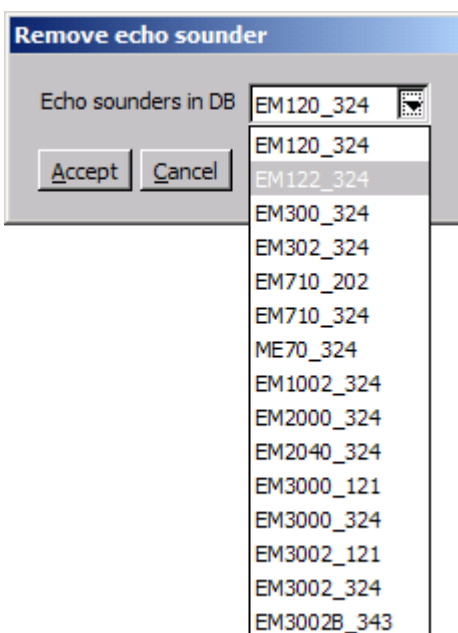 Remove echo sounder
Echo sounders in DB EM120_324
Accept Cancel
EM120_324
EM122_324
EM300_324
EM302_324
EM710_202
EM710_324
ME70_324
EM1002_324
EM2000_324
EM2040_324
EM3000_121
EM3000_324
EM3002_121
EM3002_324
EM3002B_343